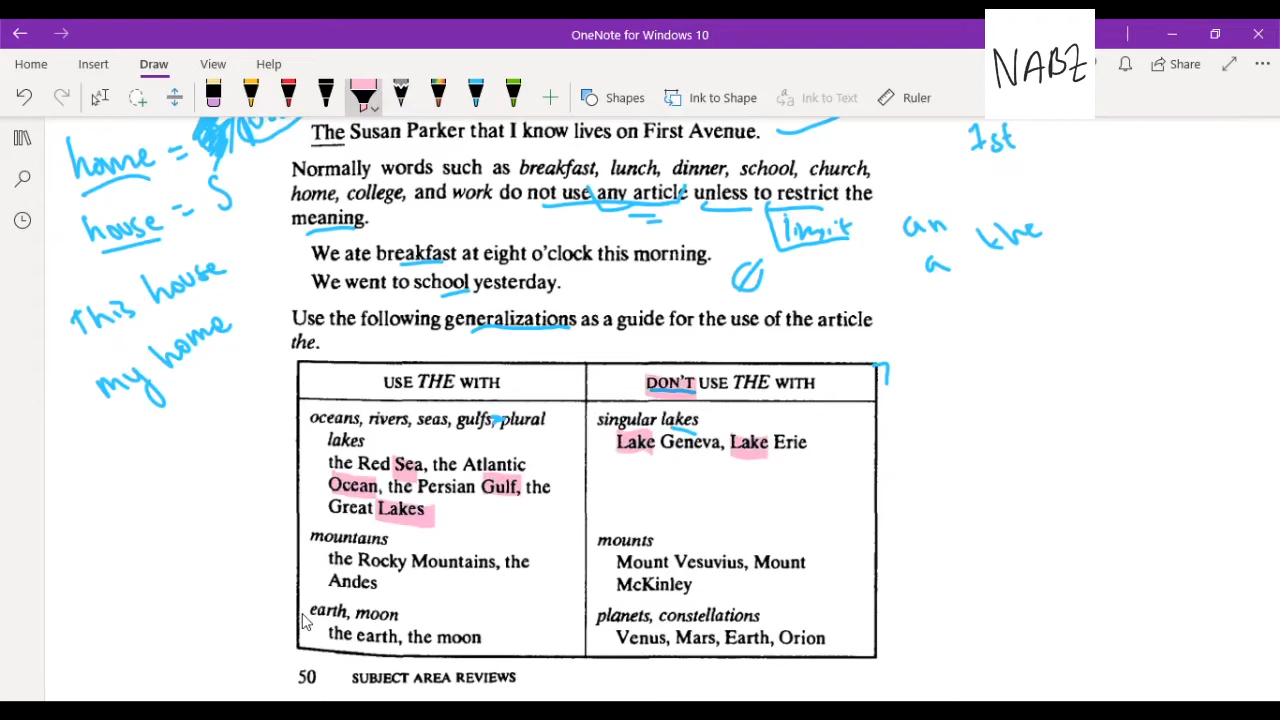 OneNote for Windows 10
NABZ
Home Insert Draw View Help
Share
Shapes Ink to Shape Ink to Text Ruler
The Susan Parker that I know lives on First Avenue.
1st
home =
Normally words such as breakfast, lunch, dinner, school, church,
home, college, and work do not use any article unless to restrict the
meaning.
house = S
limit an the
a
We ate breakfast at eight o'clock this morning.
We went to school yesterday.
This house
my home
Use the following generalizations as a guide for the use of the article
the.
USE THE WITH DON'T USE THE WITH
oceans, rivers, seas, gulfs, plural singular lakes
lakes Lake Geneva, Lake Erie
the Red Sea, the Atlantic
Ocean, the Persian Gulf, the
Great Lakes
mountains mounts
the Rocky Mountains, the Mount Vesuvius, Mount
Andes McKinley
earth, moon planets, constellations
the earth, the moon Venus, Mars, Earth, Orion
50 SUBJECT AREA REVIEWS